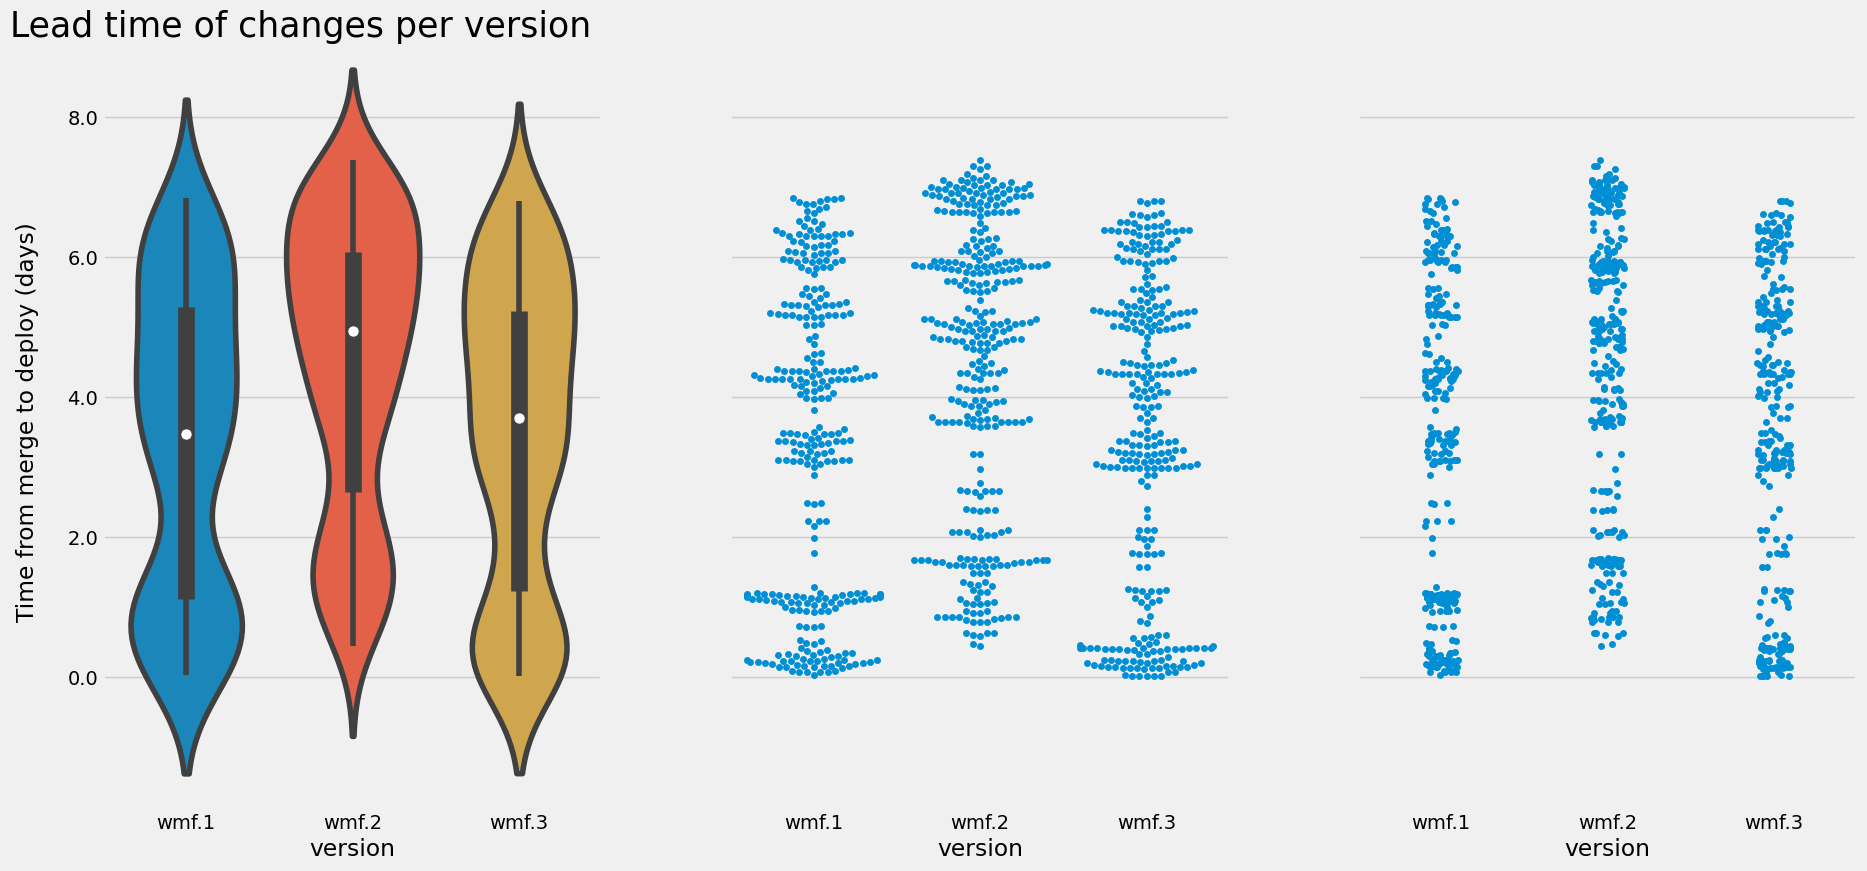 Lead time of changes per version
Time from merge to deploy (days)
8.0
6.0
4.0
2.0
0.0
wmf.1 wmf.2 wmf.3
version
wmf.1 wmf.2 wmf.3
version
wmf.1 wmf.2 wmf.3
version